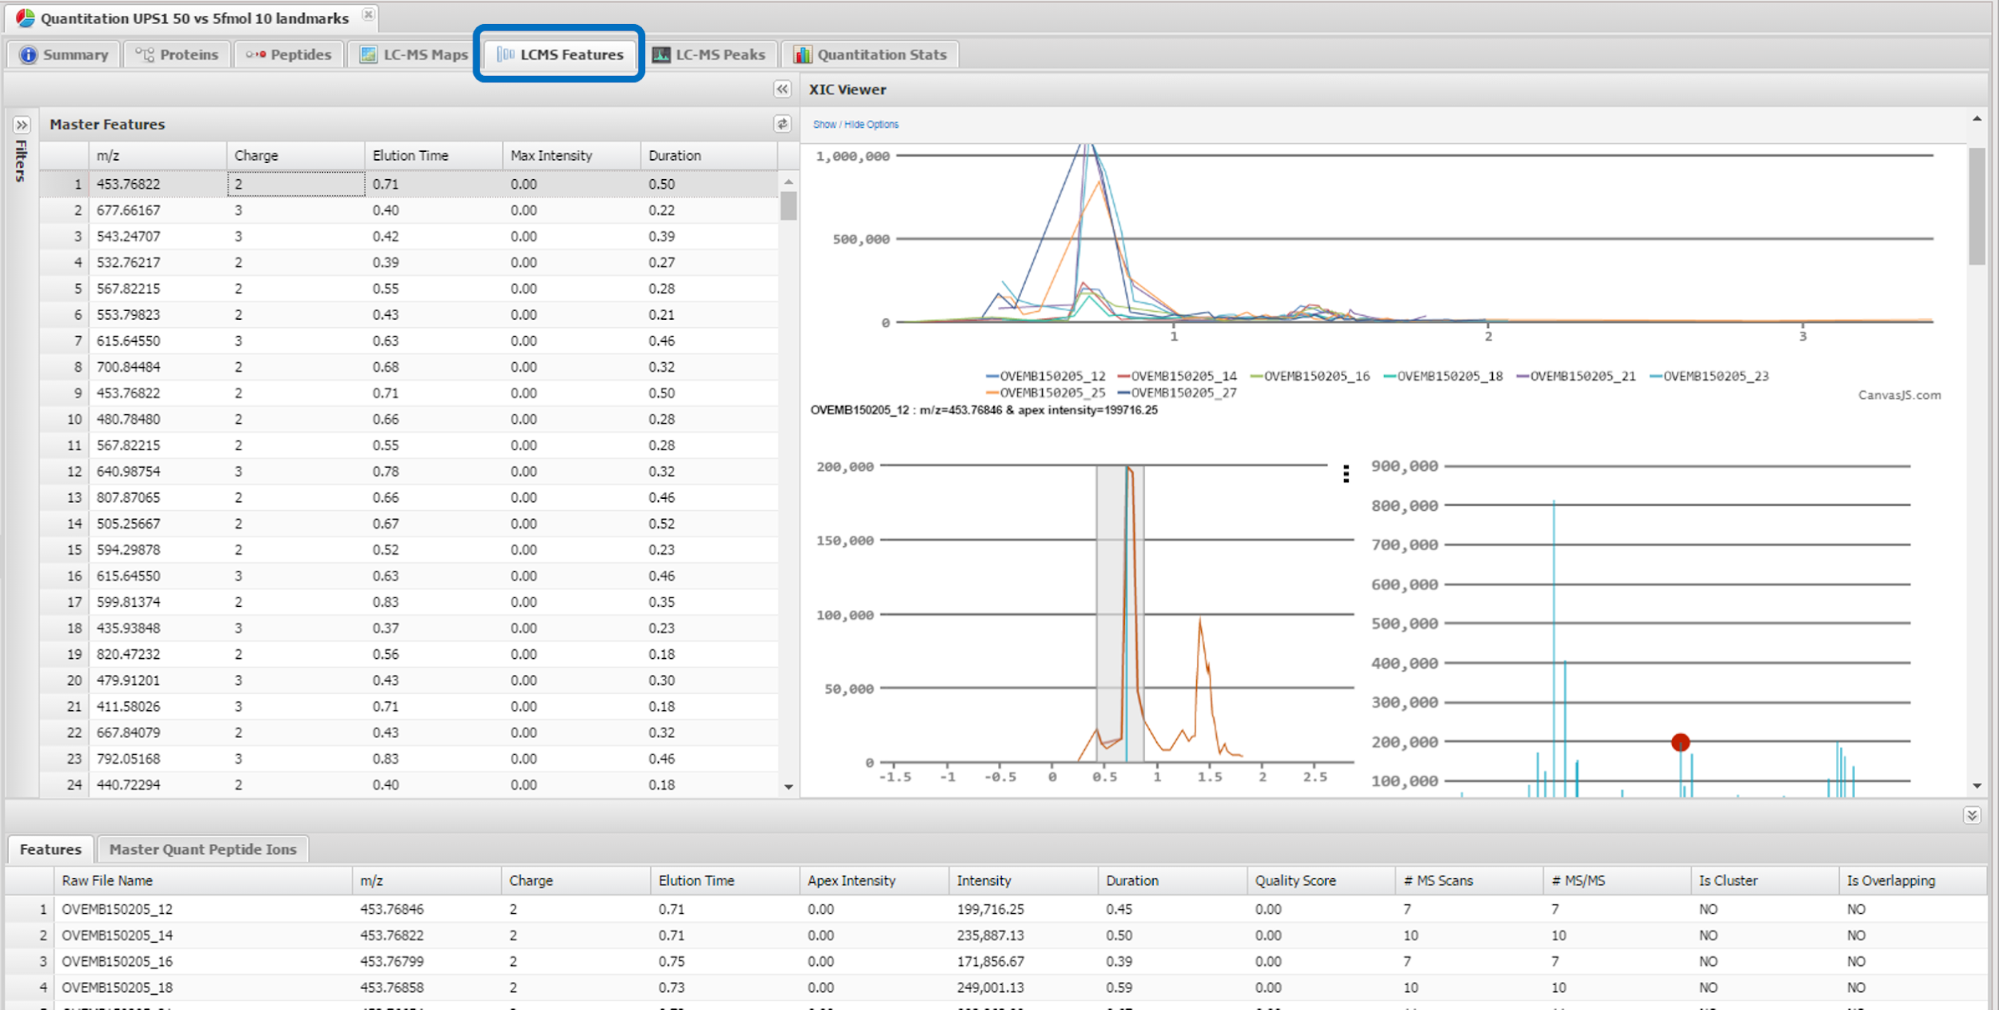 Quantitation UPS1 50 vs 5fmol 10 landmarks
Summary Proteins Peptides LC-MS Maps LCMS Features LC-MS Peaks Quantitation Stats
XIC Viewer
Filters
Master Features
Show / Hide Options
m/z Charge Elution Time Max Intensity Duration
1 453.76822 2 0.71 0.00 0.50
2 677.66167 3 0.40 0.00 0.22
3 543.24707 3 0.42 0.00 0.39
4 532.76217 2 0.39 0.00 0.27
5 567.82215 2 0.55 0.00 0.28
6 553.79823 2 0.43 0.00 0.21
7 615.64550 3 0.63 0.00 0.46
8 700.84484 2 0.68 0.00 0.32
9 453.76822 2 0.71 0.00 0.50
10 480.78480 2 0.66 0.00 0.28
11 567.82215 2 0.55 0.00 0.28
12 640.98754 3 0.78 0.00 0.32
13 807.87065 2 0.66 0.00 0.46
14 505.25667 2 0.67 0.00 0.52
15 594.29878 2 0.52 0.00 0.23
16 615.64550 3 0.63 0.00 0.46
17 599.81374 2 0.83 0.00 0.35
18 435.93848 3 0.37 0.00 0.23
19 820.47232 2 0.56 0.00 0.18
20 479.91201 3 0.43 0.00 0.30
21 411.58026 3 0.71 0.00 0.18
22 667.84079 2 0.43 0.00 0.32
23 792.05168 3 0.83 0.00 0.46
24 440.72294 2 0.40 0.00 0.18
1,000,000
500,000
0
1 2 3
OVEMB150205_12 OVEMB150205_14 OVEMB150205_16 OVEMB150205_18 OVEMB150205_21 OVEMB150205_23
OVEMB150205_25 OVEMB150205_27
CanvasJS.com
OVEMB150205_12 : m/z=453.76846 & apex intensity=199716.25
200,000
150,000
100,000
50,000
0
-1.5 -1 -0.5 0 0.5 1 1.5 2 2.5
900,000
800,000
700,000
600,000
500,000
400,000
300,000
200,000
100,000
Features Master Quant Peptide Ions
Raw File Name m/z Charge Elution Time Apex Intensity Intensity Duration Quality Score # MS Scans # MS/MS Is Cluster Is Overlapping
1 OVEMB150205_12 453.76846 2 0.71 0.00 199,716.25 0.45 0.00 7 7 NO NO
2 OVEMB150205_14 453.76822 2 0.71 0.00 235,887.13 0.50 0.00 10 10 NO NO
3 OVEMB150205_16 453.76799 2 0.75 0.00 171,856.67 0.39 0.00 7 7 NO NO
4 OVEMB150205_18 453.76858 2 0.73 0.00 249,001.13 0.59 0.00 10 10 NO NO